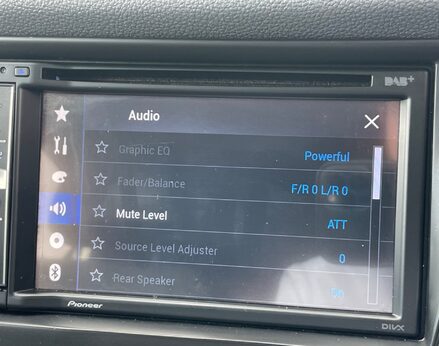 DAB+
Audio
Graphic EQ Powerful
Fader/Balance F/R 0 L/R 0
Mute Level ATT
Source Level Adjuster 0
Rear Speaker On
Pioneer
DIVX